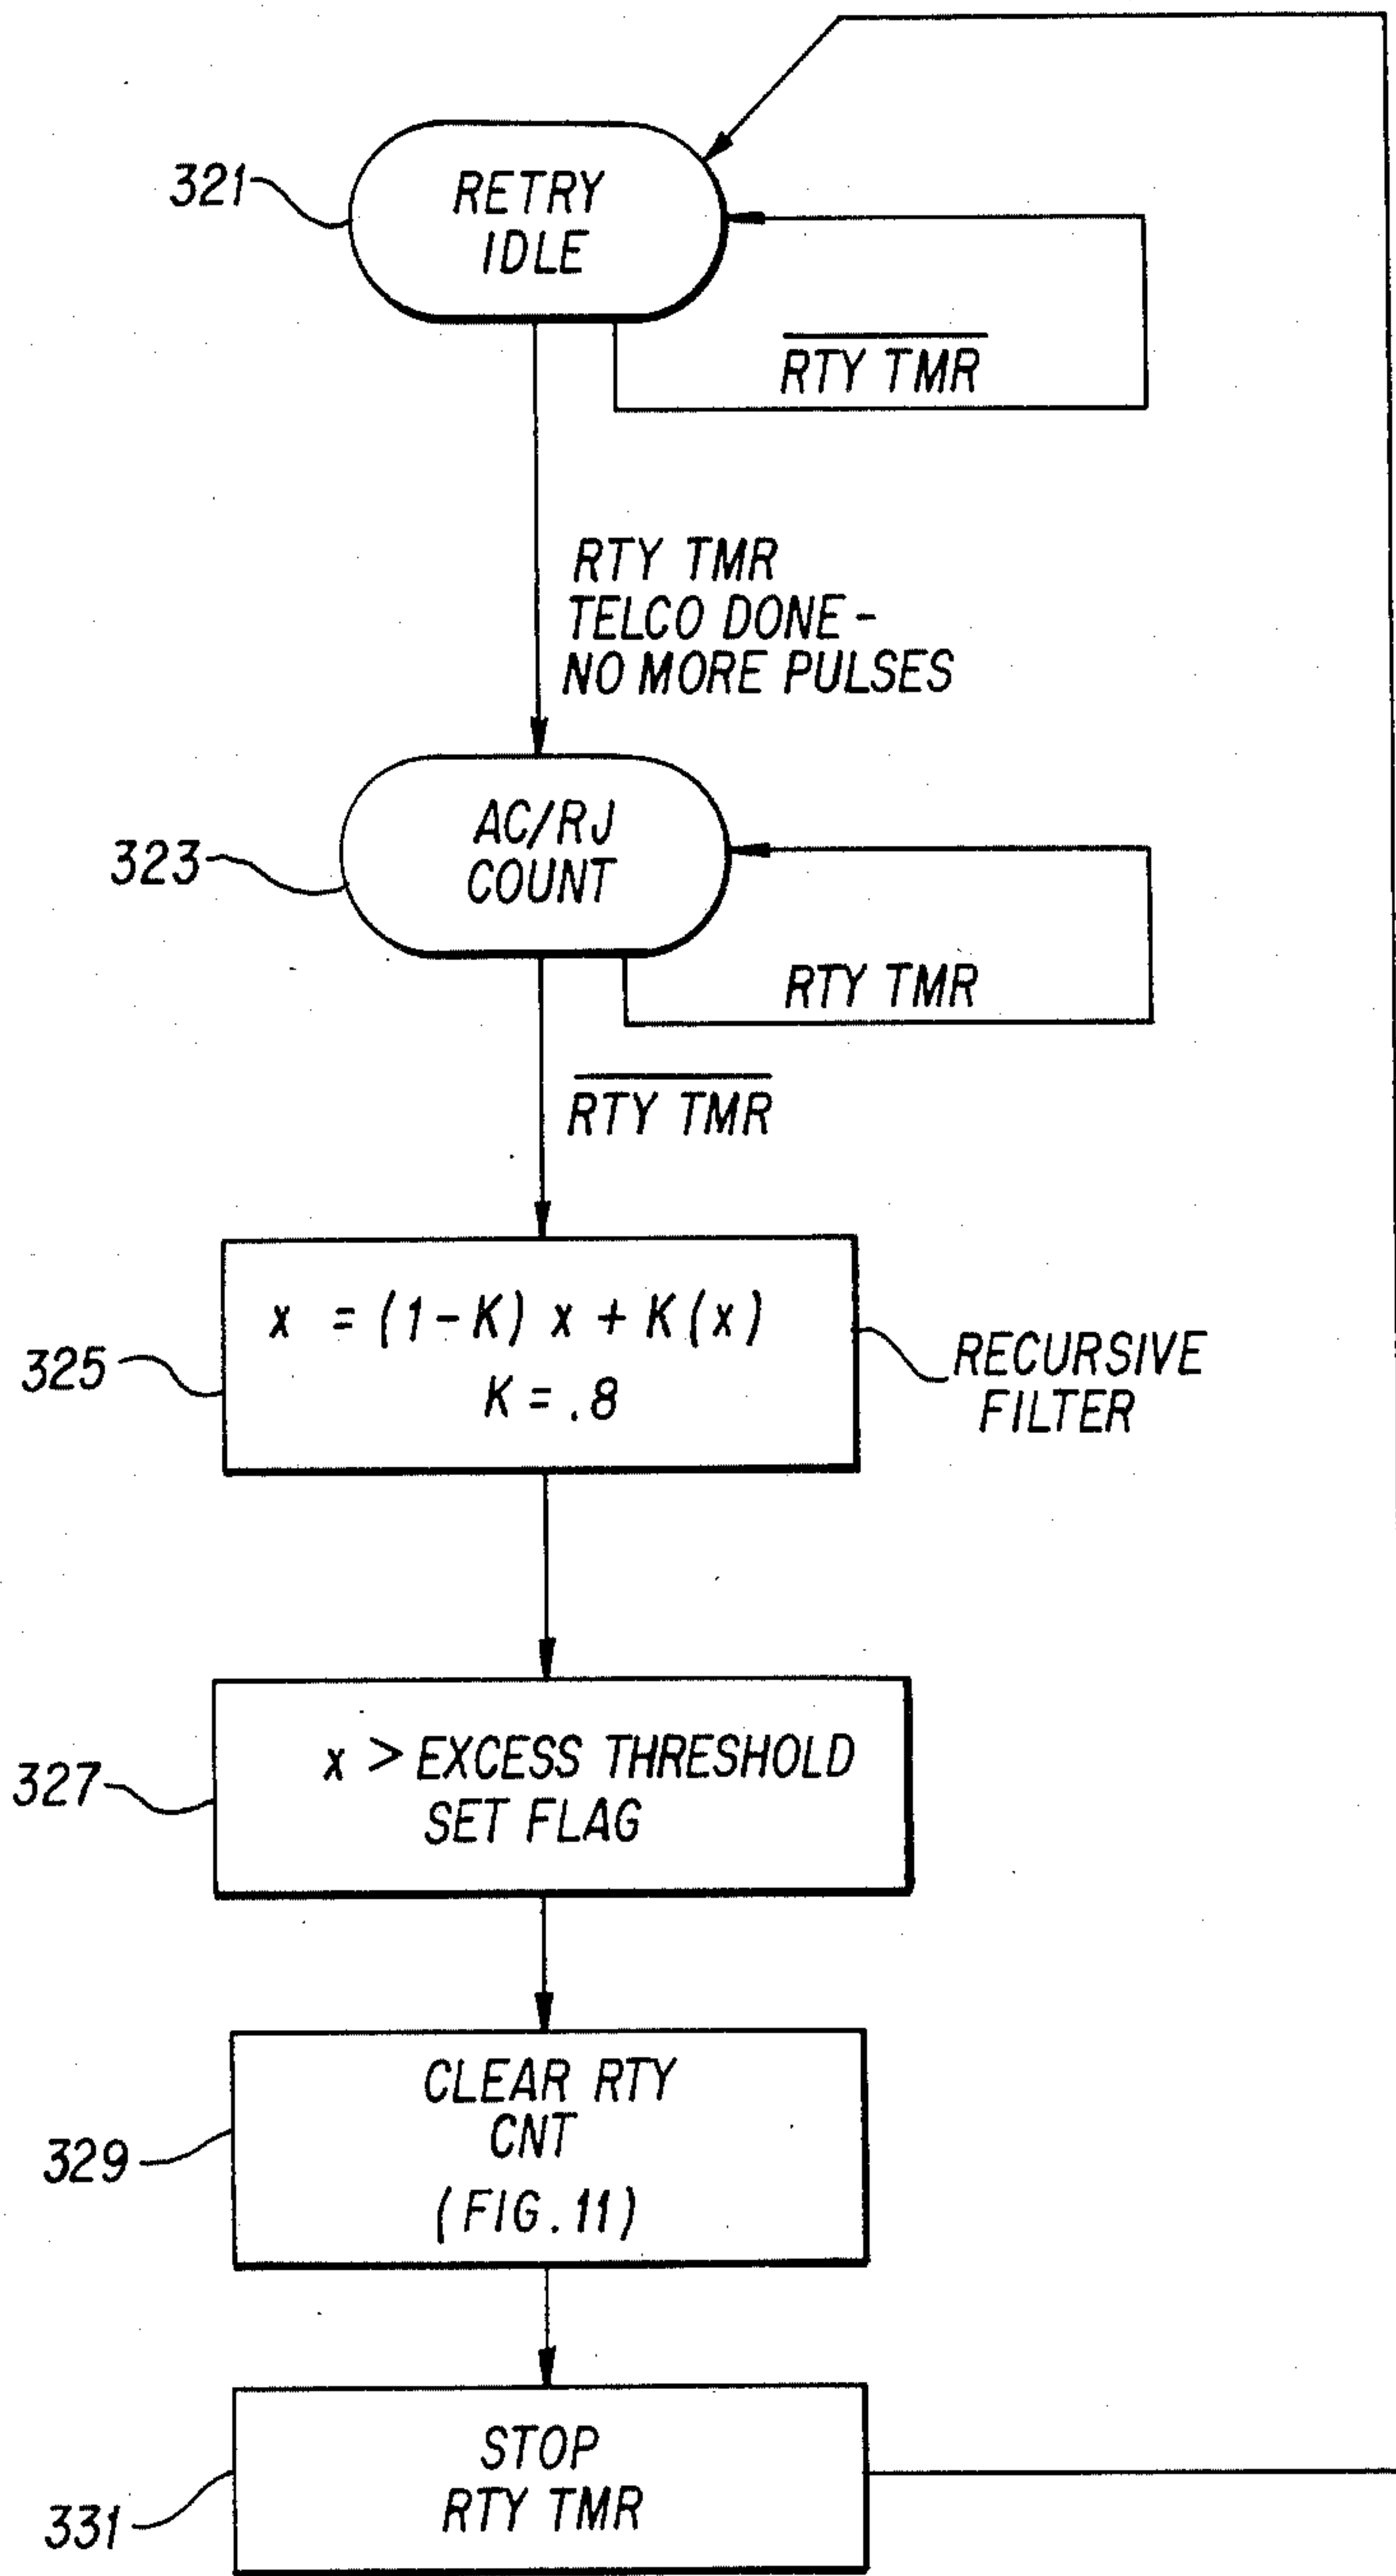 321
RETRY
IDLE
RTY TMR
RTY TMR
TELCO DONE -
NO MORE PULSES
323
AC/RJ
COUNT
RTY TMR
RTY TMR
325
x = (1-K) x + K(x)
K = .8
RECURSIVE
FILTER
327
x > EXCESS THRESHOLD
SET FLAG
329
CLEAR RTY
CNT
(FIG. 11)
331
STOP
RTY TMR